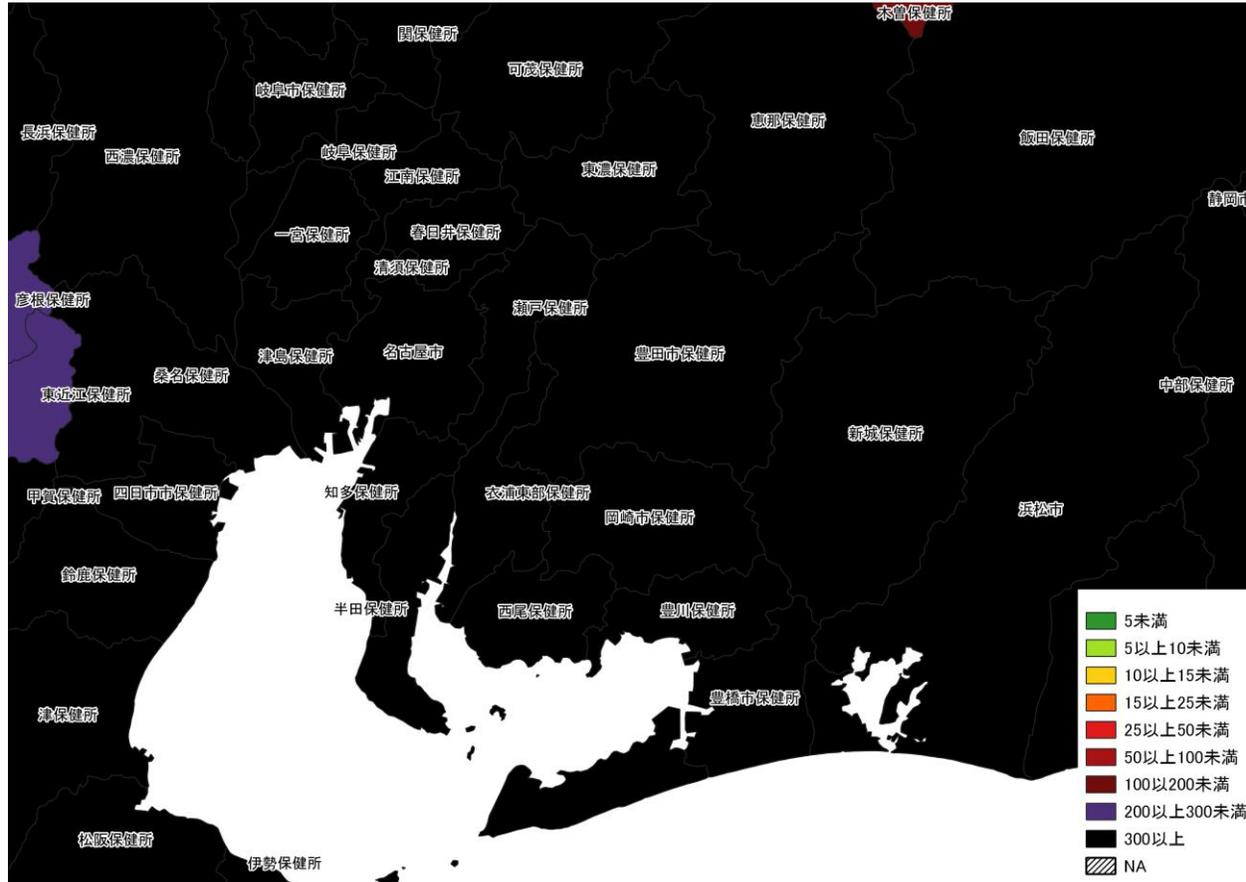 木曽保健所
関保健所
可茂保健所
岐阜市保健所
恵那保健所
長浜保健所
飯田保健所
西濃保健所
岐阜保健所
東濃保健所
江南保健所
静岡市
一宮保健所
春日井保健所
清須保健所
彦根保健所
瀬戸保健所
津島保健所
名古屋市
豊田市保健所
桑名保健所
中部保健所
東近江保健所
新城保健所
甲賀保健所
四日市市保健所
知多保健所
衣浦東部保健所
岡崎市保健所
浜松市
鈴鹿保健所
半田保健所
西尾保健所
豊川保健所
津保健所
豊橋市保健所
松阪保健所
伊勢保健所
5未満
5以上10未満
10以上15未満
15以上25未満
25以上50未満
50以上100未満
100以200未満
200以上300未満
300以上
NA